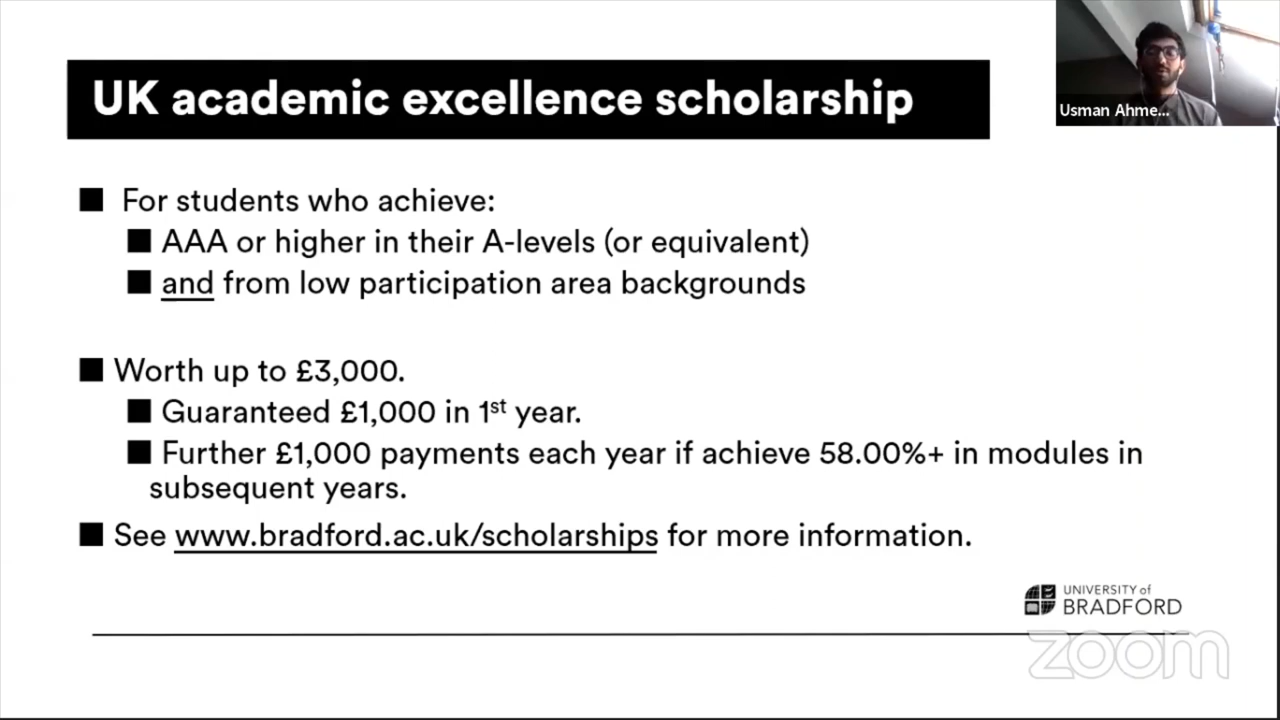 UK academic excellence scholarship
Usman Ahme...
For students who achieve:
AAA or higher in their A-levels (or equivalent)
and from low participation area backgrounds
Worth up to £3,000.
Guaranteed £1,000 in 1st year.
Further £1,000 payments each year if achieve 58.00%+ in modules in
subsequent years.
See www.bradford.ac.uk/scholarships for more information.
UNIVERSITY of
BRADFORD
zoom